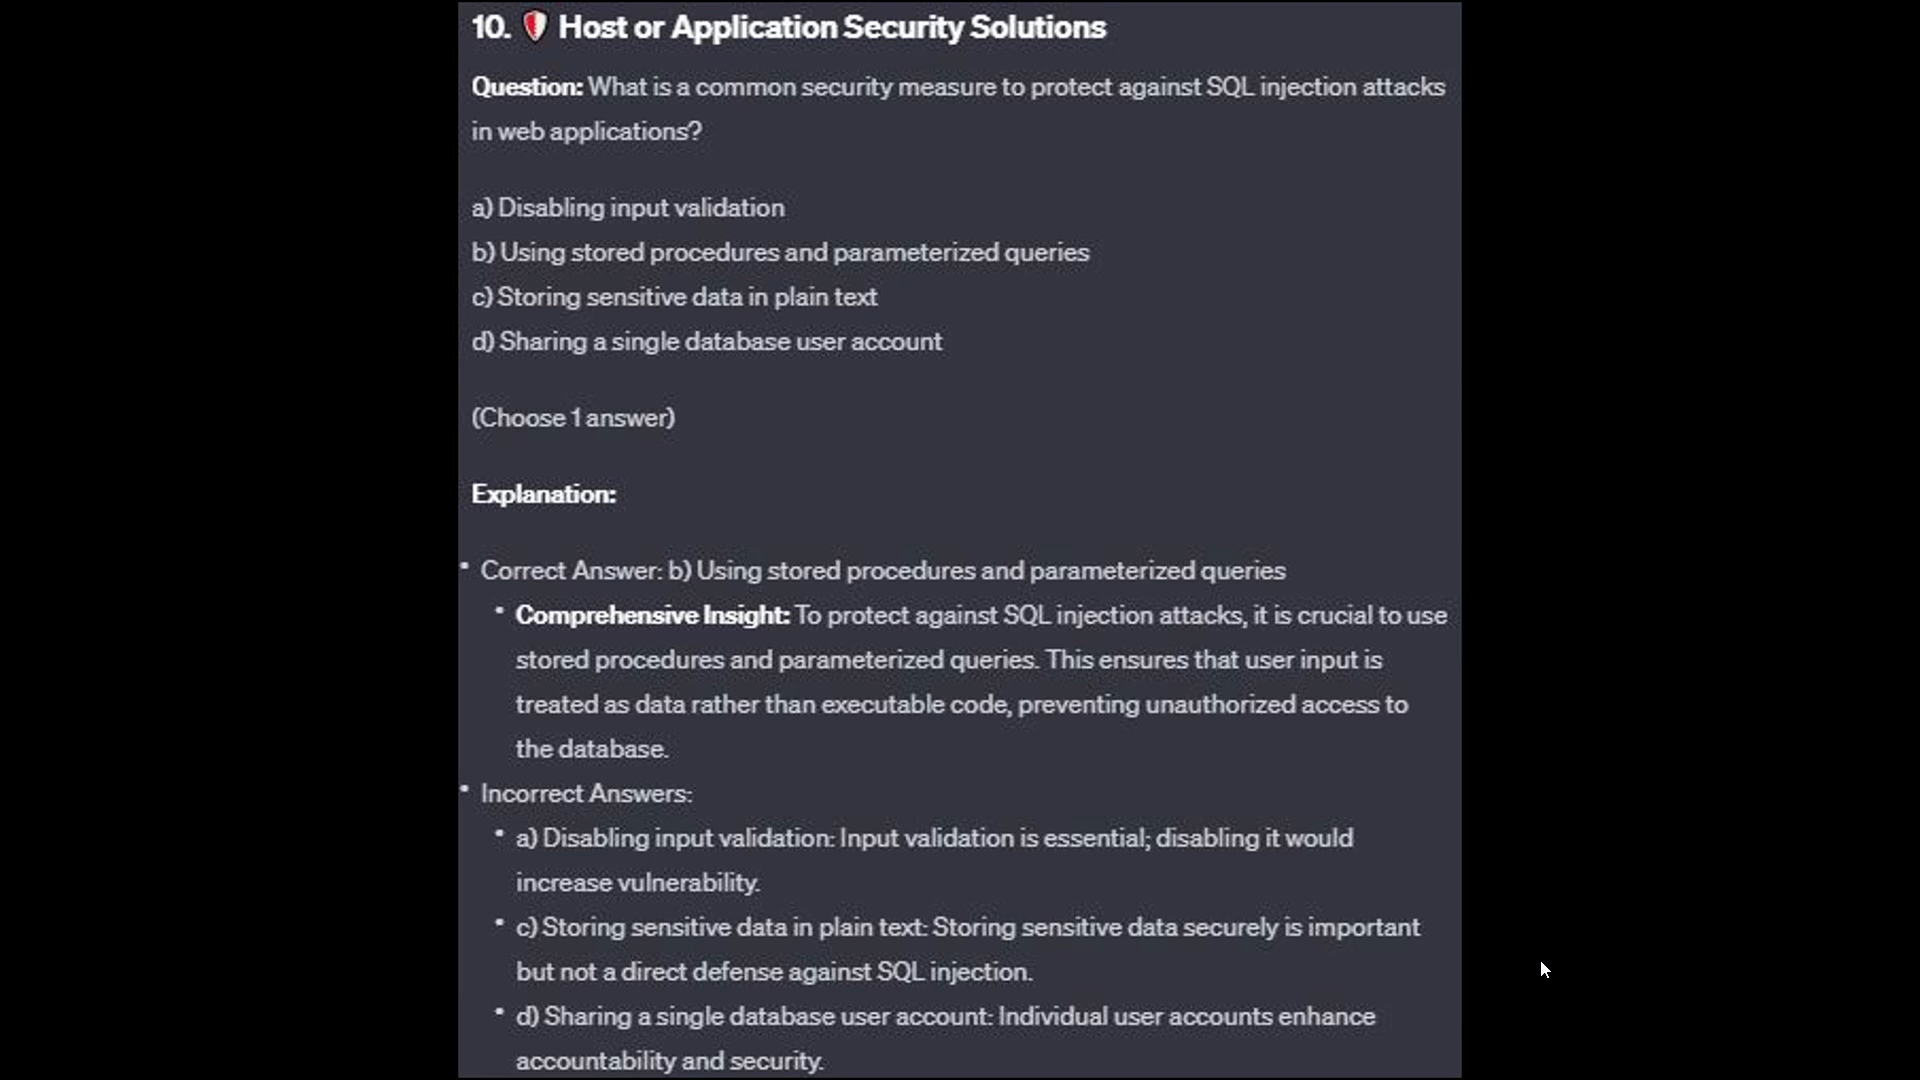 10. Host or Application Security Solutions
Question: What is a common security measure to protect against SQL injection attacks
in web applications?
a) Disabling input validation
b) Using stored procedures and parameterized queries
c) Storing sensitive data in plain text
d) Sharing a single database user account
(Choose 1 answer)
Explanation:
• Correct Answer: b) Using stored procedures and parameterized queries
• Comprehensive Insight: To protect against SQL injection attacks, it is crucial to use
stored procedures and parameterized queries. This ensures that user input is
treated as data rather than executable code, preventing unauthorized access to
the database.
• Incorrect Answers:
• a) Disabling input validation: Input validation is essential; disabling it would
increase vulnerability.
• c) Storing sensitive data in plain text: Storing sensitive data securely is important
but not a direct defense against SQL injection.
• d) Sharing a single database user account: Individual user accounts enhance
accountability and security.